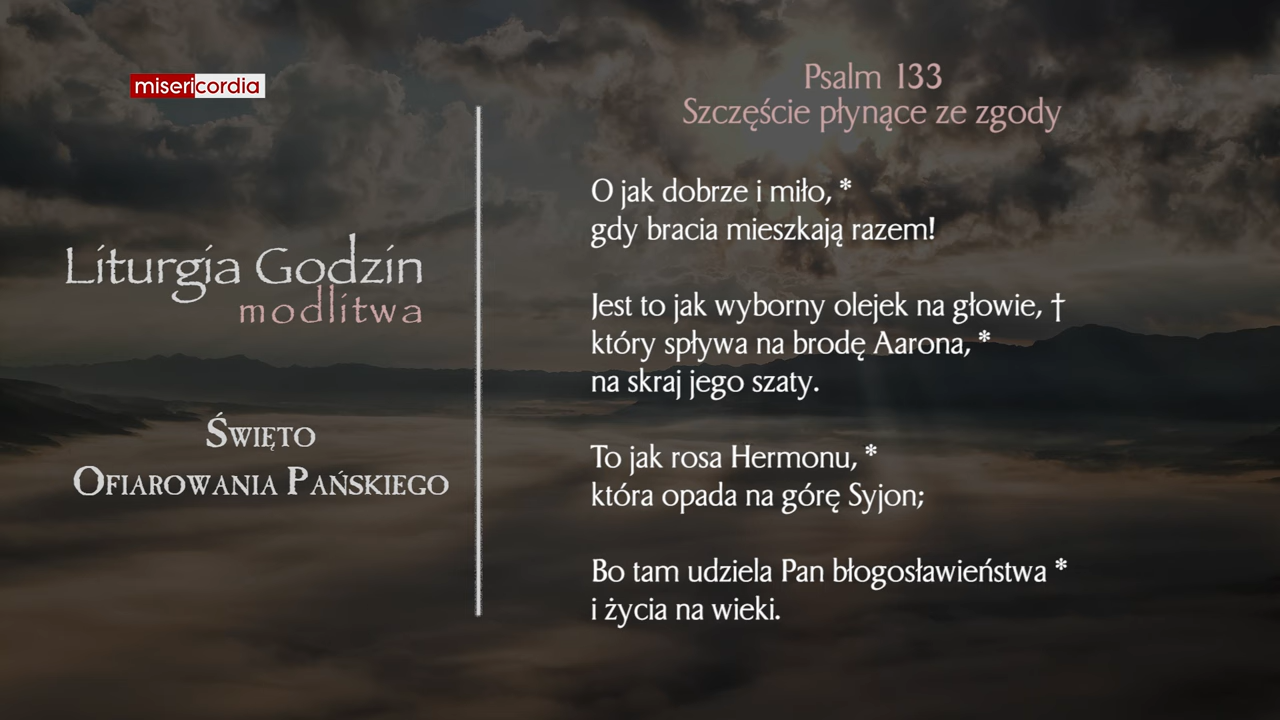 misericordia
Liturgia Godzin
modlitwa
Święto
Ofiarowania Pańskiego
Psalm 133
Szczęście płynące ze zgody
O jak dobrze i miło, *
gdy bracia mieszkają razem!
Jest to jak wyborny olejek na głowie, †
który spływa na brodę Aarona, *
na skraj jego szaty.
To jak rosa Hermonu, *
która opada na górę Syjon;
Bo tam udziela Pan błogosławieństwa *
i życia na wieki.